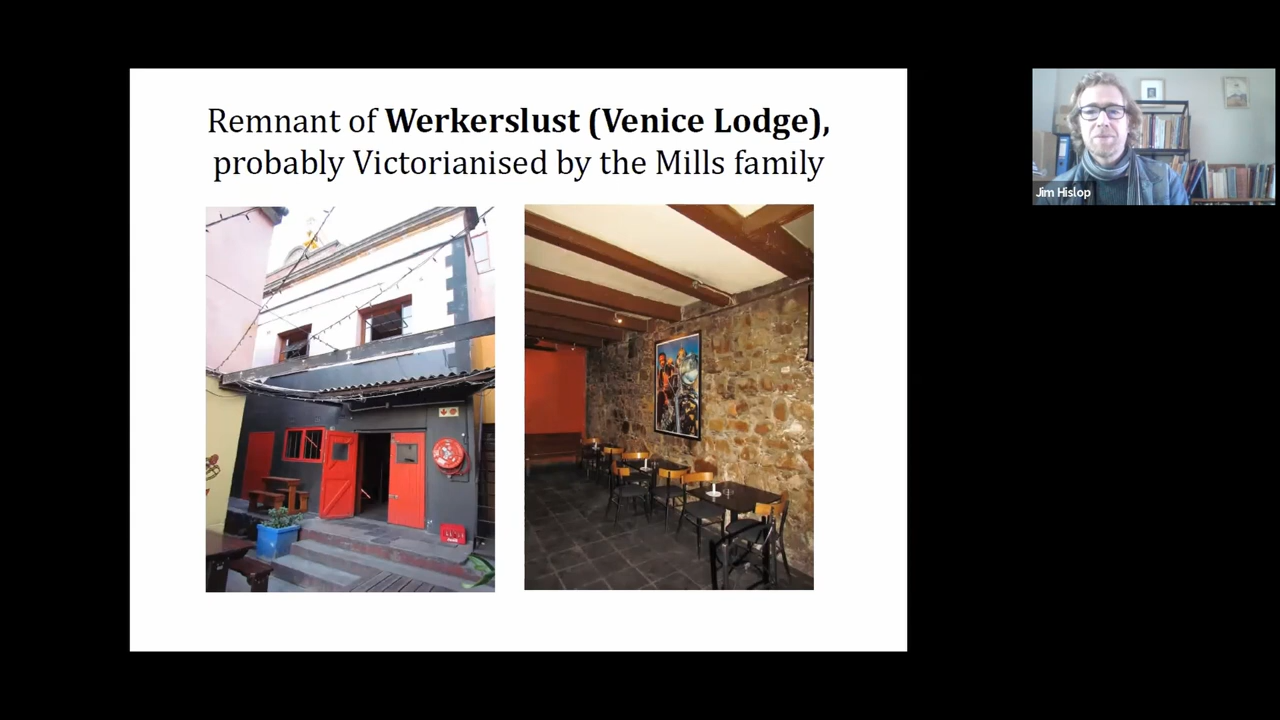 Remnant of Werkerslust (Venice Lodge),
probably Victorianised by the Mills family
Jim Hislop